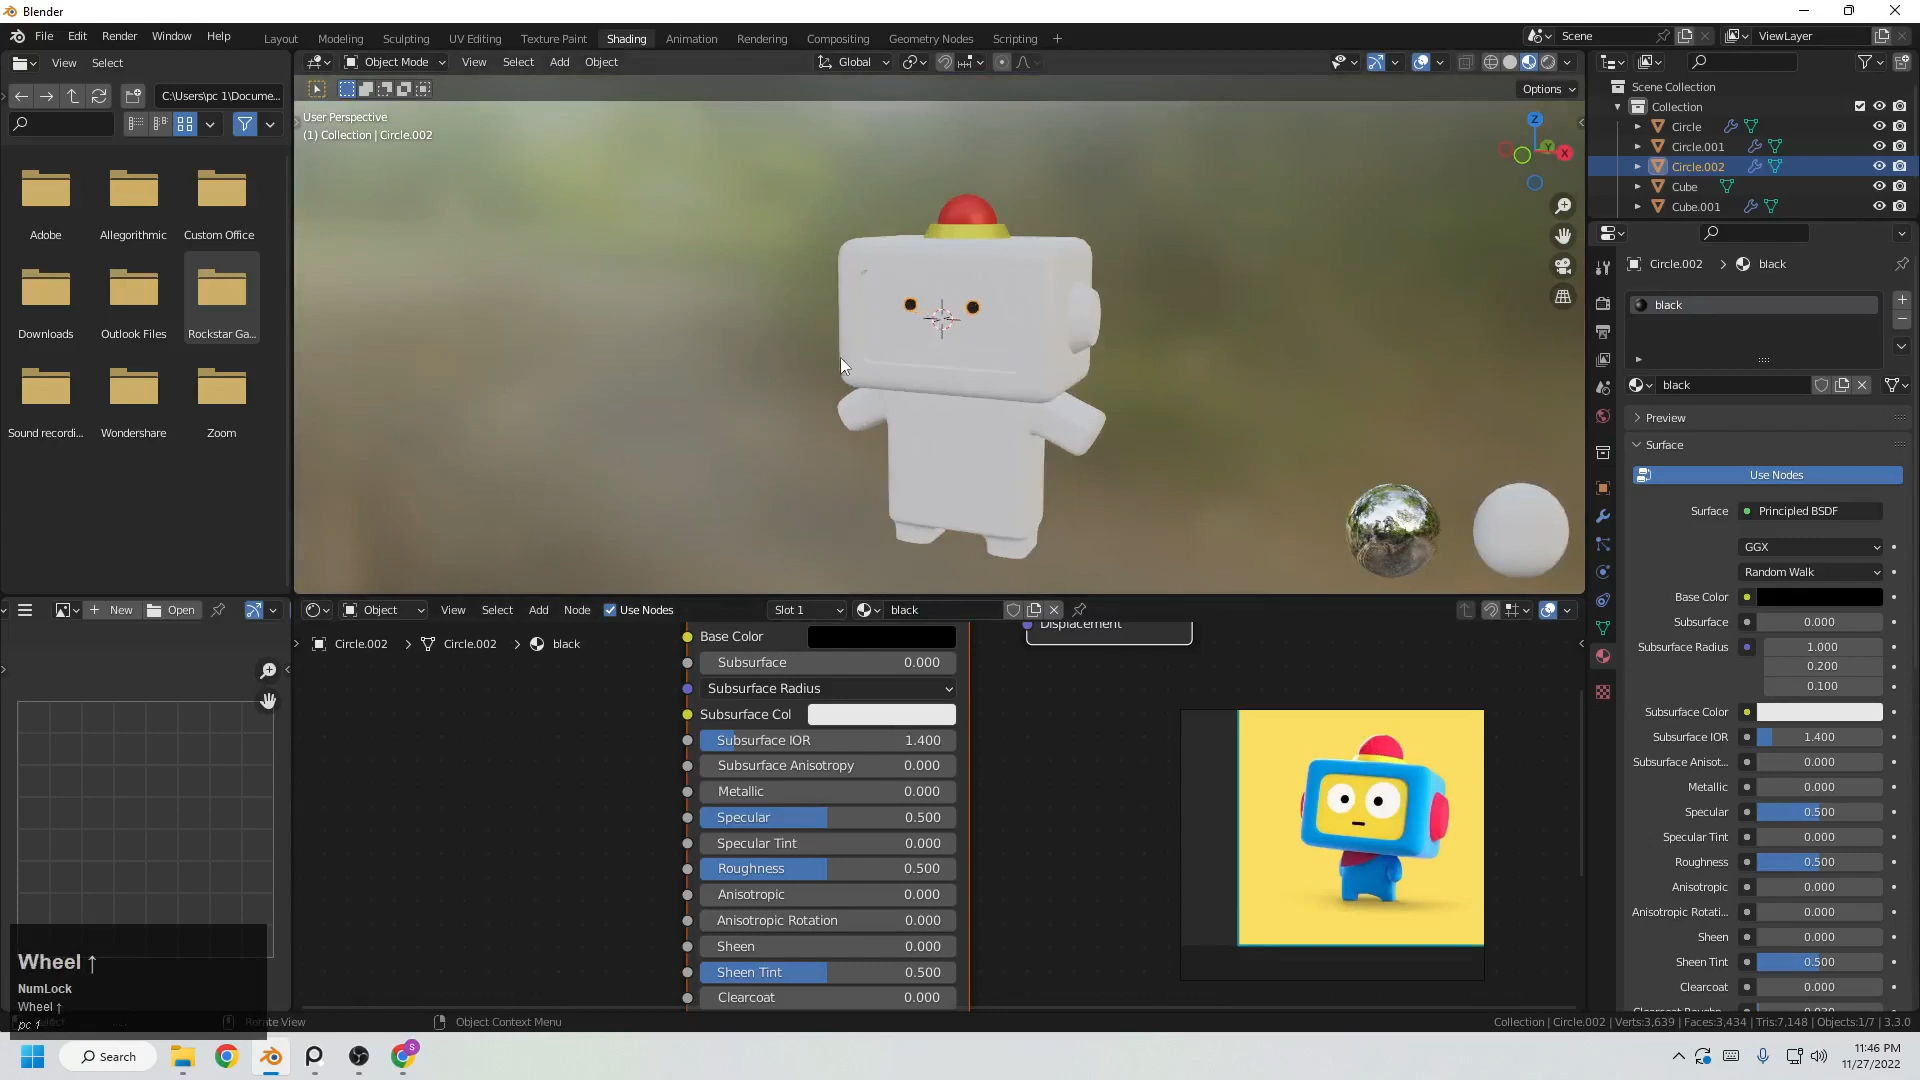 Blender
File Edit Render Window Help Layout Modeling Sculpting UV Editing Texture Paint Shading Animation Rendering Compositing Geometry Nodes Scripting + Scene ViewLayer
View Select Object Mode View Select Add Object Global
C:\Users\pc 1\Docume... Options
User Perspective
(1) Collection | Circle.002
Z
Y
X
Adobe Allegorithmic Custom Office
Downloads Outlook Files Rockstar Ga...
Sound recordi... Wondershare Zoom
Scene Collection
Collection
Circle
Circle.001
Circle.002
Cube
Cube.001
Circle.002 > black
black
black
Preview
Surface
Use Nodes
Surface Principled BSDF
GGX
Random Walk
Base Color
Subsurface 0.000
Subsurface Radius 1.000
0.200
0.100
Subsurface Color
Subsurface IOR 1.400
Subsurface Anisot... 0.000
Metallic 0.000
Specular 0.500
Specular Tint 0.000
Roughness 0.500
Anisotropic 0.000
Anisotropic Rotati... 0.000
Sheen 0.000
Sheen Tint 0.500
Clearcoat 0.000
+ New Open
Object View Select Add Node Use Nodes Slot 1 black
Circle.002 > Circle.002 > black
Displacement
Base Color
Subsurface 0.000
Subsurface Radius
Subsurface Col
Subsurface IOR 1.400
Subsurface Anisotropy 0.000
Metallic 0.000
Specular 0.500
Specular Tint 0.000
Roughness 0.500
Anisotropic 0.000
Anisotropic Rotation 0.000
Sheen 0.000
Sheen Tint 0.500
Clearcoat 0.000
Wheel ↑
NumLock
Wheel ↑
pc 1
Rotate View Object Context Menu Collection | Circle.002 | Verts:3,639 | Faces:3,434 | Tris:7,148 | Objects:1/7 | 3.3.0
Search
S
11:46 PM
11/27/2022